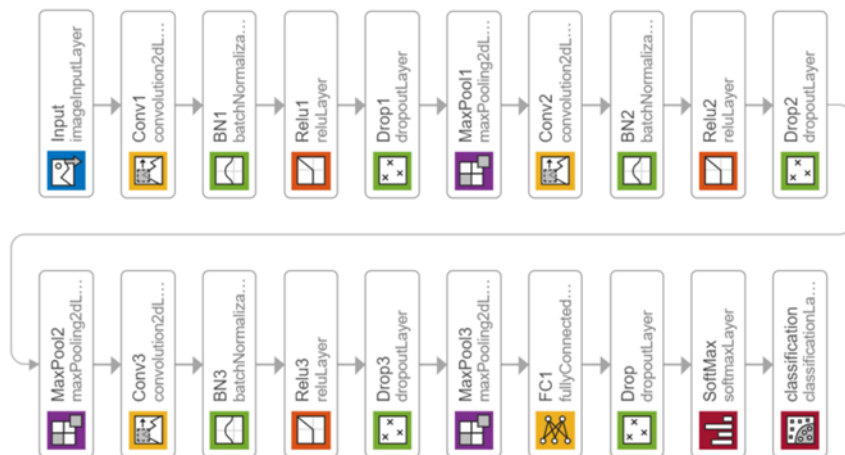 Input
imageInputLayer
Conv1
convolution2dL...
BN1
batchNormaliza...
Relu1
reluLayer
Drop1
dropoutLayer
MaxPool1
maxPooling2dL...
Conv2
convolution2dL...
BN2
batchNormaliza...
Relu2
reluLayer
Drop2
dropoutLayer
MaxPool2
maxPooling2dL...
Conv3
convolution2dL...
BN3
batchNormaliza...
Relu3
reluLayer
Drop3
dropoutLayer
MaxPool3
maxPooling2dL...
FC1
fullyConnected...
Drop
dropoutLayer
SoftMax
softmaxLayer
classification
classificationLa...